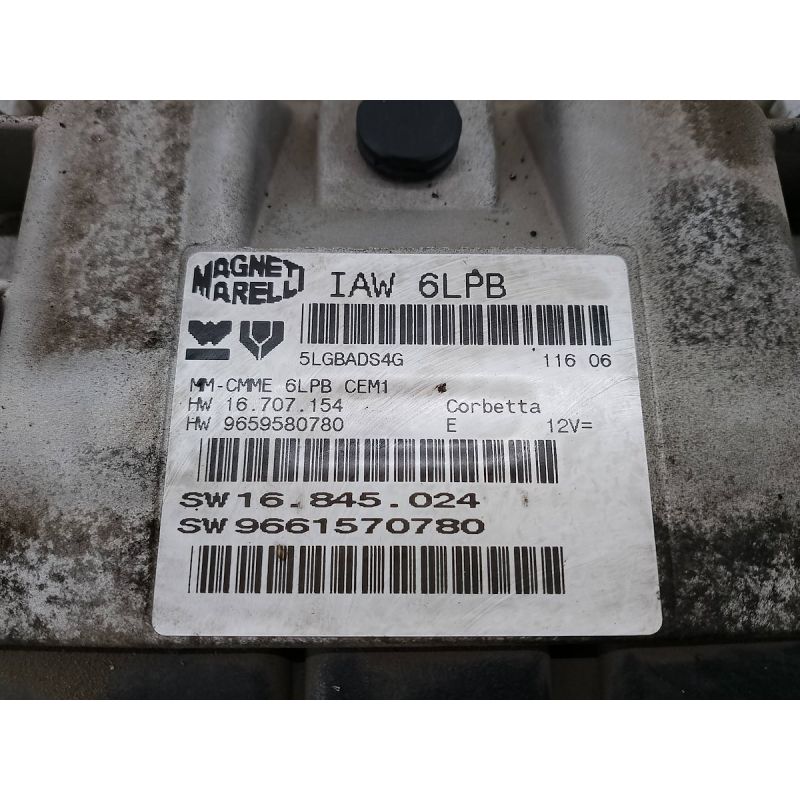 MAGNETI
MARELLI
IAW 6LPB
5LGBADS4G 116 06
MM-CMME 6LPB CEM1
HW 16.707.154 Corbetta
HW 9659580780 E 12V=
SW 16.845.024
SW 9661570780